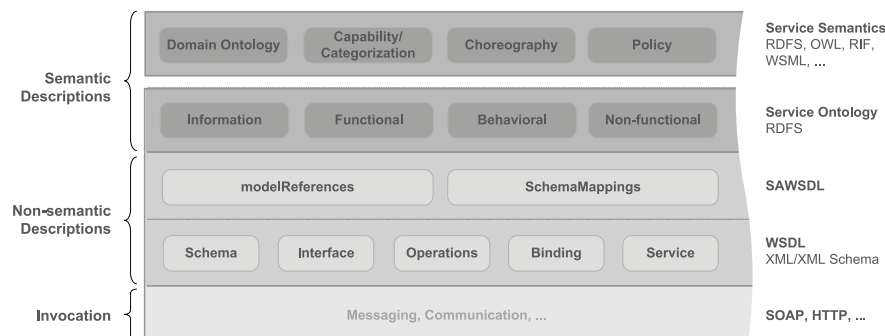 Semantic
Descriptions
Domain Ontology
Capability/
Categorization
Choreography
Policy
Service Semantics
RDFS, OWL, RIF,
WSML, ...
Information
Functional
Behavioral
Non-functional
Service Ontology
RDFS
Non-semantic
Descriptions
modelReferences
SchemaMappings
SAWSDL
Schema
Interface
Operations
Binding
Service
WSDL
XML/XML Schema
Invocation
Messaging, Communication, ...
SOAP, HTTP, ...